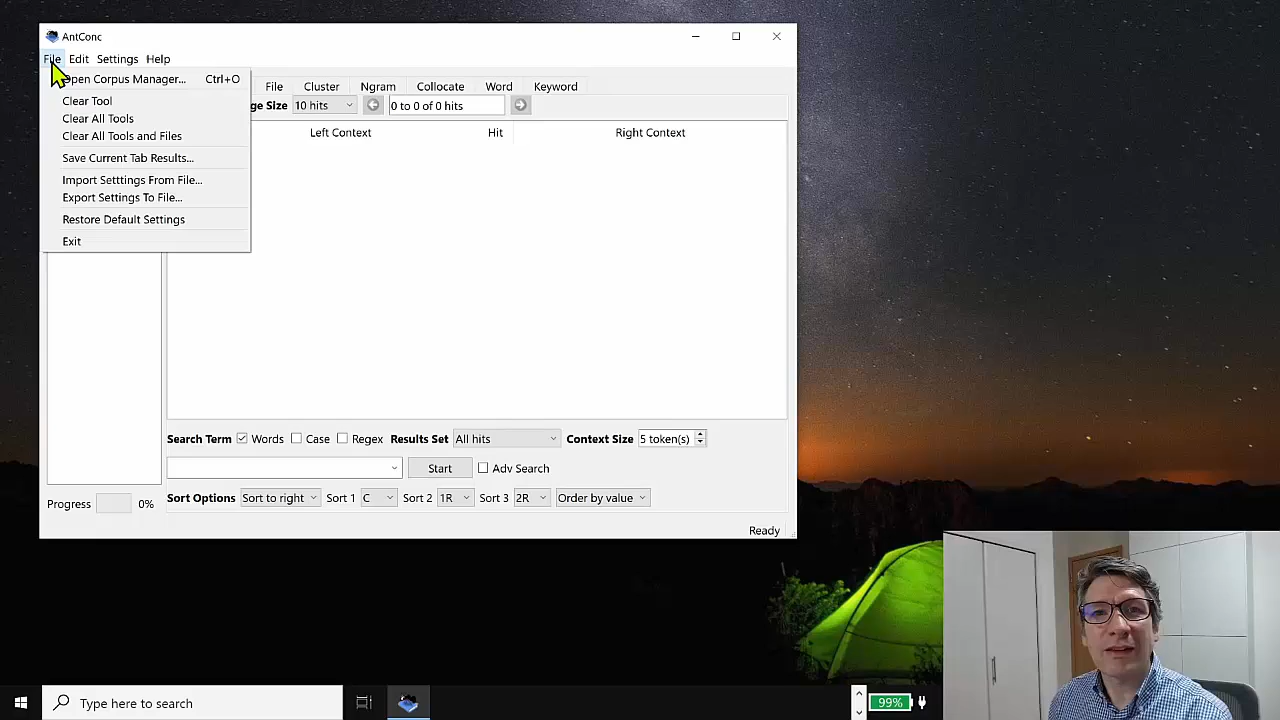 AntConc
File Edit Settings Help
Open Corpus Manager... Ctrl+O
Clear Tool
Clear All Tools
Clear All Tools and Files
Save Current Tab Results...
Import Setttings From File...
Export Settings To File...
Restore Default Settings
Exit
File Cluster Ngram Collocate Word Keyword
Size 10 hits 0 to 0 of 0 hits
Left Context Hit Right Context
Search Term Words Case Regex Results Set All hits Context Size 5 token(s)
Start Adv Search
Progress 0% Sort Options Sort to right Sort 1 C Sort 2 1R Sort 3 2R Order by value
Ready
Type here to search 99%